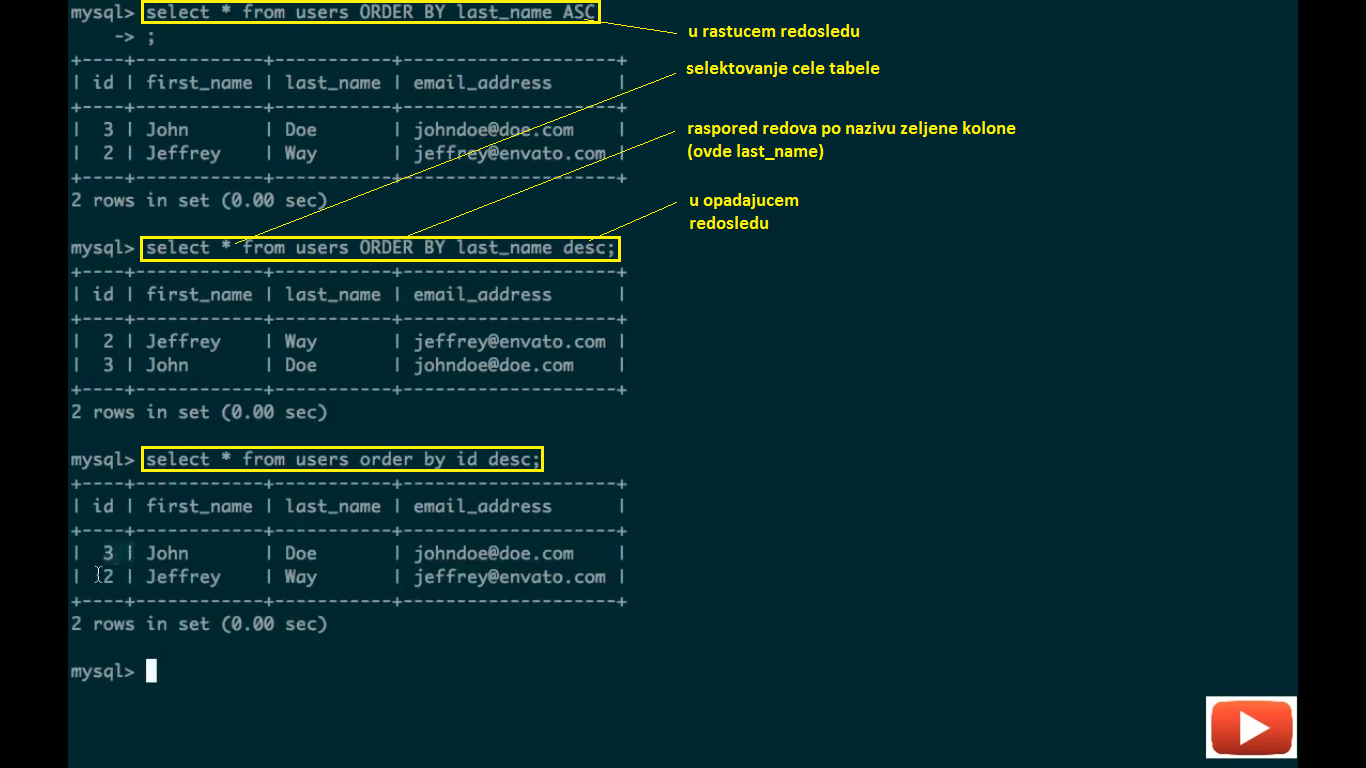 mysql> select * from users ORDER BY last_name ASC
    -> ;
+----+------------+-----------+--------------------+
| id | first_name | last_name | email_address      |
+----+------------+-----------+--------------------+
|  3 | John       | Doe       | johndoe@doe.com    |
|  2 | Jeffrey    | Way       | jeffrey@envato.com |
+----+------------+-----------+--------------------+
2 rows in set (0.00 sec)
u rastucem redosledu
selektovanje cele tabele
raspored redova po nazivu zeljene kolone
(ovde last_name)
u opadajucem
redosledu
mysql> select * from users ORDER BY last_name desc;
+----+------------+-----------+--------------------+
| id | first_name | last_name | email_address      |
+----+------------+-----------+--------------------+
|  2 | Jeffrey    | Way       | jeffrey@envato.com |
|  3 | John       | Doe       | johndoe@doe.com    |
+----+------------+-----------+--------------------+
2 rows in set (0.00 sec)
mysql> select * from users order by id desc;
+----+------------+-----------+--------------------+
| id | first_name | last_name | email_address      |
+----+------------+-----------+--------------------+
|  3 | John       | Doe       | johndoe@doe.com    |
|  2 | Jeffrey    | Way       | jeffrey@envato.com |
+----+------------+-----------+--------------------+
2 rows in set (0.00 sec)
mysql>